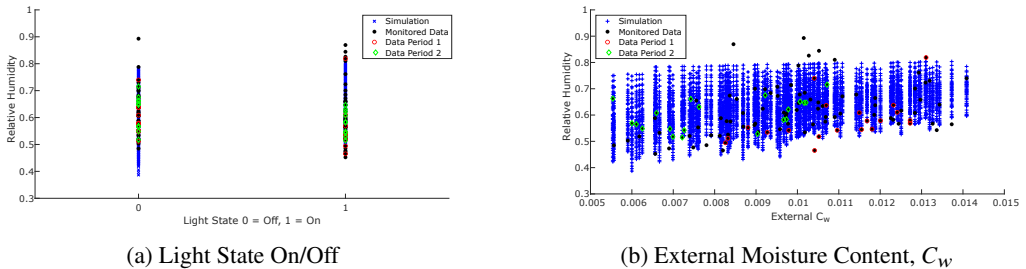 1
0.9
0.8
0.7
0.6
0.5
0.4
0.3
Relative Humidity
0 1
Light State 0 = Off, 1 = On
Simulation
Monitored Data
Data Period 1
Data Period 2
(a) Light State On/Off
1
0.9
0.8
0.7
0.6
0.5
0.4
0.3
Relative Humidity
0.005 0.006 0.007 0.008 0.009 0.01 0.011 0.012 0.013 0.014 0.015
External Cw
Simulation
Monitored Data
Data Period 1
Data Period 2
(b) External Moisture Content, Cw